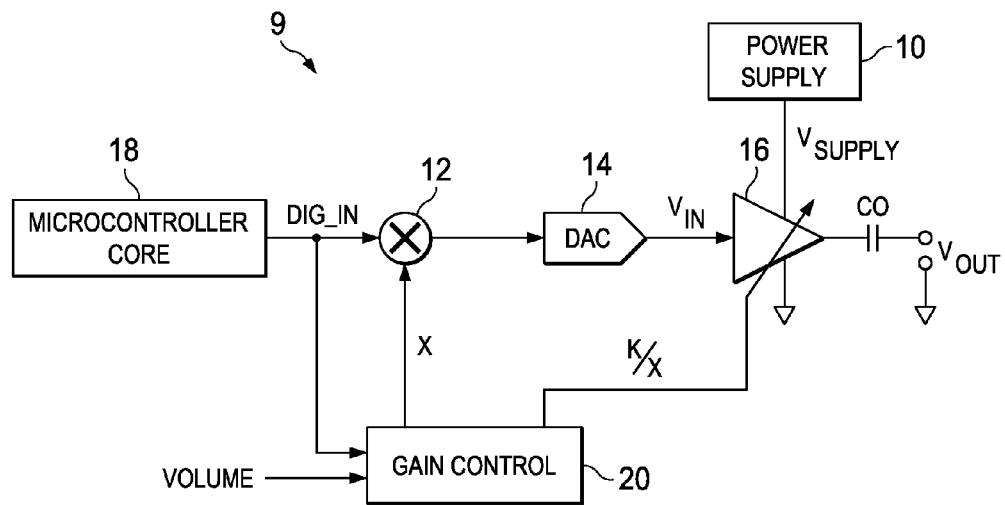 9
POWER
SUPPLY
10
18
12
14
16
V SUPPLY
MICROCONTROLLER
CORE
DIG_IN
DAC
V IN
CO
V OUT
X
K/X
VOLUME
GAIN CONTROL
20